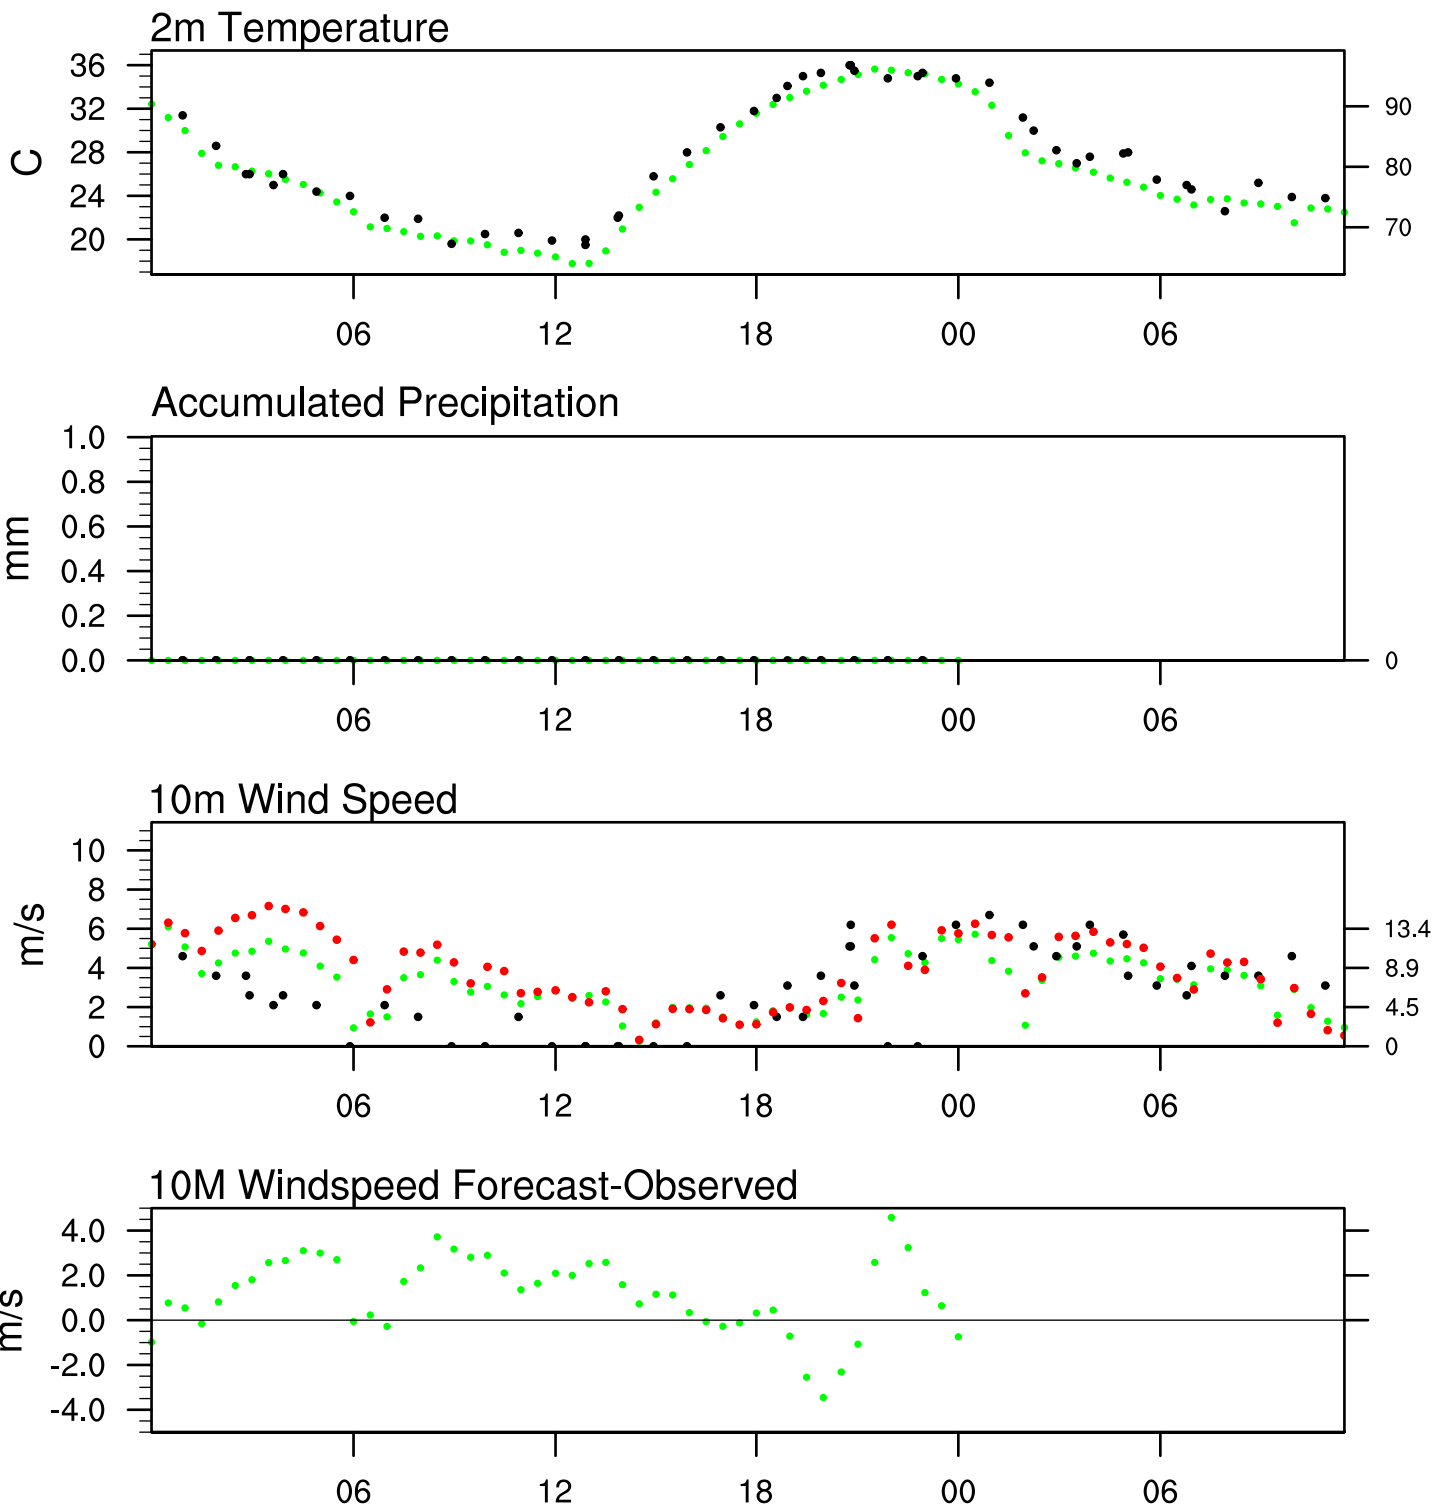 2m Temperature
36
32
28
24
20
C
90
80
70
06 12 18 00 06
Accumulated Precipitation
1.0
0.8
0.6
0.4
0.2
0.0
mm
0
06 12 18 00 06
10m Wind Speed
10
8
6
4
2
0
m/s
13.4
8.9
4.5
0
06 12 18 00 06
10M Windspeed Forecast-Observed
4.0
2.0
0.0
-2.0
-4.0
m/s
06 12 18 00 06